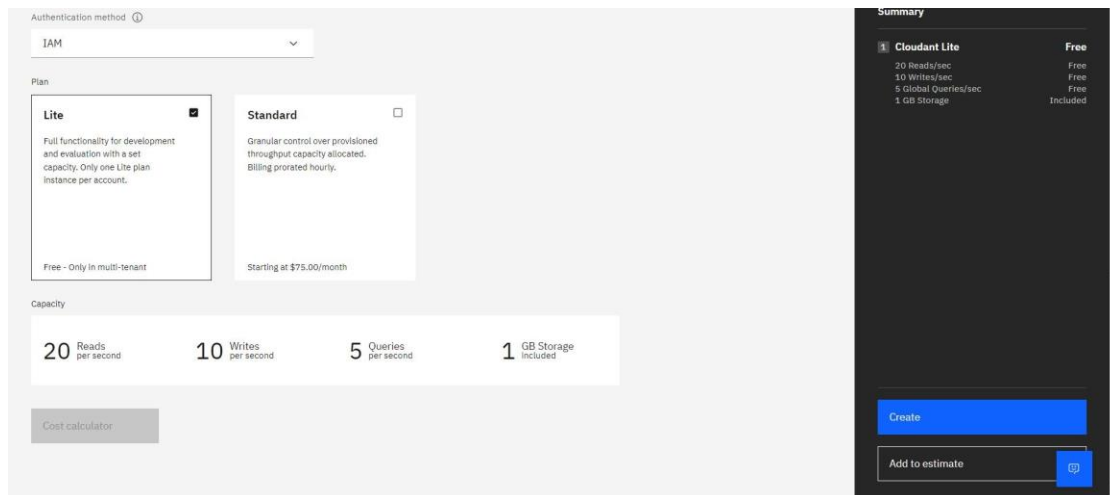 Authentication method
IAM
Plan
Lite
Full functionality for development
and evaluation with a set
capacity. Only one Lite plan
instance per account.
Free - Only in multi-tenant
Standard
Granular control over provisioned
throughput capacity allocated.
Billing prorated hourly.
Starting at $75.00/month
Capacity
20 Reads per second
10 Writes per second
5 Queries per second
1 GB Storage included
Cost calculator
Summary
1 Cloudant Lite Free
20 Reads/sec Free
10 Writes/sec Free
5 Global Queries/sec Free
1 GB Storage Included
Create
Add to estimate